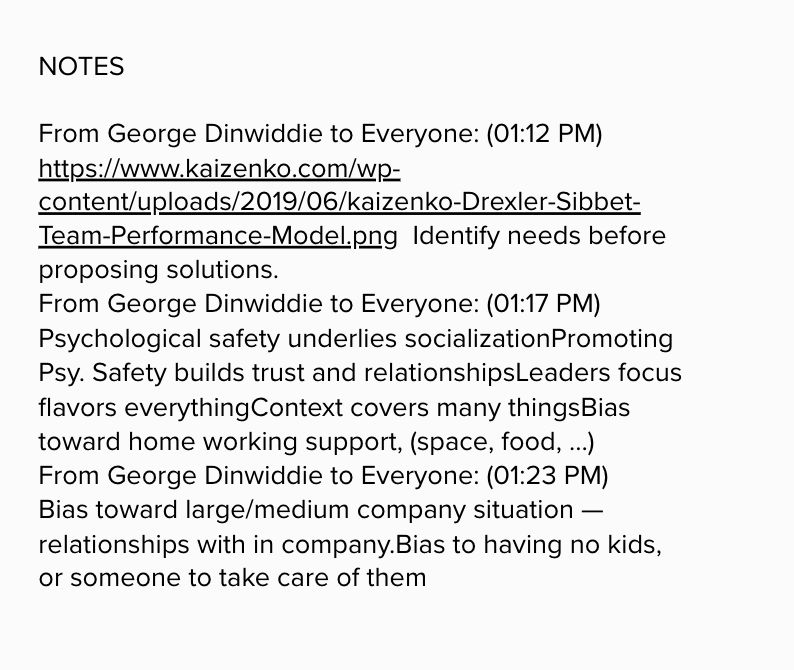 NOTES
From George Dinwiddie to Everyone: (01:12 PM)
https://www.kaizenko.com/wp-
content/uploads/2019/06/kaizenko-Drexler-Sibbet-
Team-Performance-Model.png  Identify needs before
proposing solutions.
From George Dinwiddie to Everyone: (01:17 PM)
Psychological safety underlies socializationPromoting
Psy. Safety builds trust and relationshipsLeaders focus
flavors everythingContext covers many thingsBias
toward home working support, (space, food, ...)
From George Dinwiddie to Everyone: (01:23 PM)
Bias toward large/medium company situation —
relationships with in company.Bias to having no kids,
or someone to take care of them